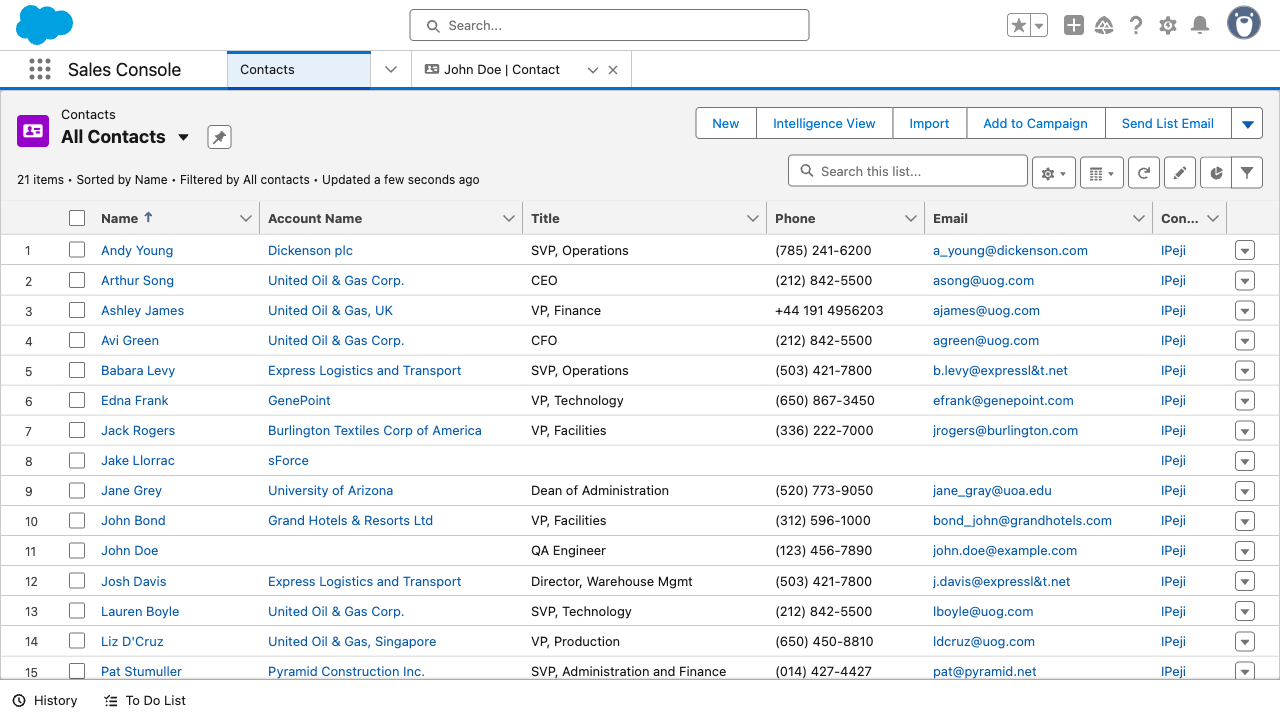 Search...
Sales Console
Contacts
John Doe | Contact
Contacts
All Contacts
New
Intelligence View
Import
Add to Campaign
Send List Email
21 items • Sorted by Name • Filtered by All contacts • Updated a few seconds ago
Search this list...
Name Account Name Title Phone Email Con...
1 Andy Young Dickenson plc SVP, Operations (785) 241-6200 a_young@dickenson.com IPeji
2 Arthur Song United Oil & Gas Corp. CEO (212) 842-5500 asong@uog.com IPeji
3 Ashley James United Oil & Gas, UK VP, Finance +44 191 4956203 ajames@uog.com IPeji
4 Avi Green United Oil & Gas Corp. CFO (212) 842-5500 agreen@uog.com IPeji
5 Babara Levy Express Logistics and Transport SVP, Operations (503) 421-7800 b.levy@expressl&t.net IPeji
6 Edna Frank GenePoint VP, Technology (650) 867-3450 efrank@genepoint.com IPeji
7 Jack Rogers Burlington Textiles Corp of America VP, Facilities (336) 222-7000 jrogers@burlington.com IPeji
8 Jake Llorrac sForce IPeji
9 Jane Grey University of Arizona Dean of Administration (520) 773-9050 jane_gray@uoa.edu IPeji
10 John Bond Grand Hotels & Resorts Ltd VP, Facilities (312) 596-1000 bond_john@grandhotels.com IPeji
11 John Doe QA Engineer (123) 456-7890 john.doe@example.com IPeji
12 Josh Davis Express Logistics and Transport Director, Warehouse Mgmt (503) 421-7800 j.davis@expressl&t.net IPeji
13 Lauren Boyle United Oil & Gas Corp. SVP, Technology (212) 842-5500 lboyle@uog.com IPeji
14 Liz D'Cruz United Oil & Gas, Singapore VP, Production (650) 450-8810 ldcruz@uog.com IPeji
15 Pat Stumuller Pyramid Construction Inc. SVP, Administration and Finance (014) 427-4427 pat@pyramid.net IPeji
History
To Do List